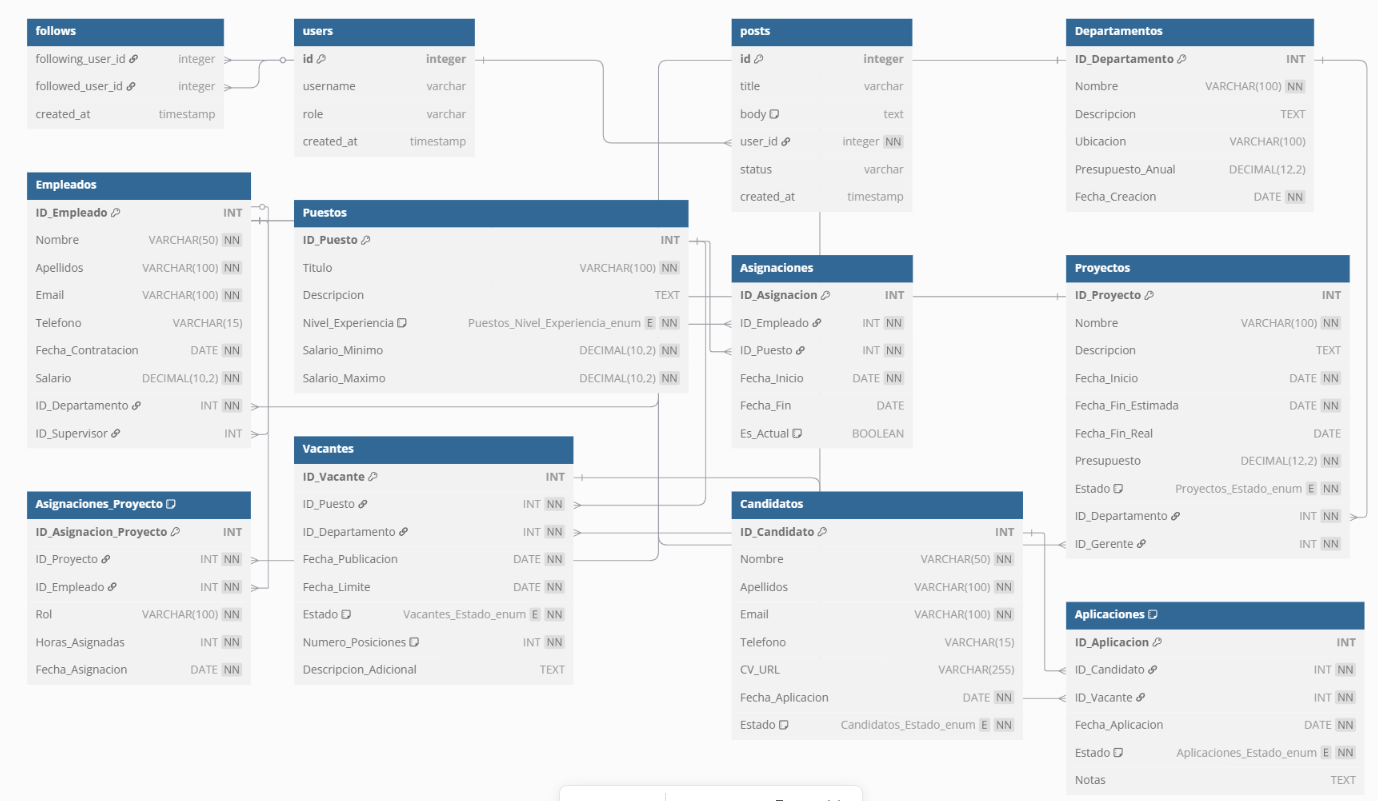 follows
following_user_id integer
followed_user_id integer
created_at timestamp
users
id integer
username varchar
role varchar
created_at timestamp
posts
id integer
title varchar
body text
user_id integer NN
status varchar
created_at timestamp
Departamentos
ID_Departamento INT
Nombre VARCHAR(100) NN
Descripcion TEXT
Ubicacion VARCHAR(100)
Presupuesto_Anual DECIMAL(12,2)
Fecha_Creacion DATE NN
Empleados
ID_Empleado INT
Nombre VARCHAR(50) NN
Apellidos VARCHAR(100) NN
Email VARCHAR(100) NN
Telefono VARCHAR(15)
Fecha_Contratacion DATE NN
Salario DECIMAL(10,2) NN
ID_Departamento INT NN
ID_Supervisor INT
Puestos
ID_Puesto INT
Titulo VARCHAR(100) NN
Descripcion TEXT
Nivel_Experiencia Puestos_Nivel_Experiencia_enum E NN
Salario_Minimo DECIMAL(10,2) NN
Salario_Maximo DECIMAL(10,2) NN
Asignaciones
ID_Asignacion INT
ID_Empleado INT NN
ID_Puesto INT NN
Fecha_Inicio DATE NN
Fecha_Fin DATE
Es_Actual BOOLEAN
Proyectos
ID_Proyecto INT
Nombre VARCHAR(100) NN
Descripcion TEXT
Fecha_Inicio DATE NN
Fecha_Fin_Estimada DATE NN
Fecha_Fin_Real DATE
Presupuesto DECIMAL(12,2) NN
Estado Proyectos_Estado_enum E NN
ID_Departamento INT NN
ID_Gerente INT NN
Asignaciones_Proyecto
ID_Asignacion_Proyecto INT
ID_Proyecto INT NN
ID_Empleado INT NN
Rol VARCHAR(100) NN
Horas_Asignadas INT NN
Fecha_Asignacion DATE NN
Vacantes
ID_Vacante INT
ID_Puesto INT NN
ID_Departamento INT NN
Fecha_Publicacion DATE NN
Fecha_Limite DATE NN
Estado Vacantes_Estado_enum E NN
Numero_Posiciones INT NN
Descripcion_Adicional TEXT
Candidatos
ID_Candidato INT
Nombre VARCHAR(50) NN
Apellidos VARCHAR(100) NN
Email VARCHAR(100) NN
Telefono VARCHAR(15)
CV_URL VARCHAR(255)
Fecha_Aplicacion DATE NN
Estado Candidatos_Estado_enum E NN
Aplicaciones
ID_Aplicacion INT
ID_Candidato INT NN
ID_Vacante INT NN
Fecha_Aplicacion DATE NN
Estado Aplicaciones_Estado_enum E NN
Notas TEXT